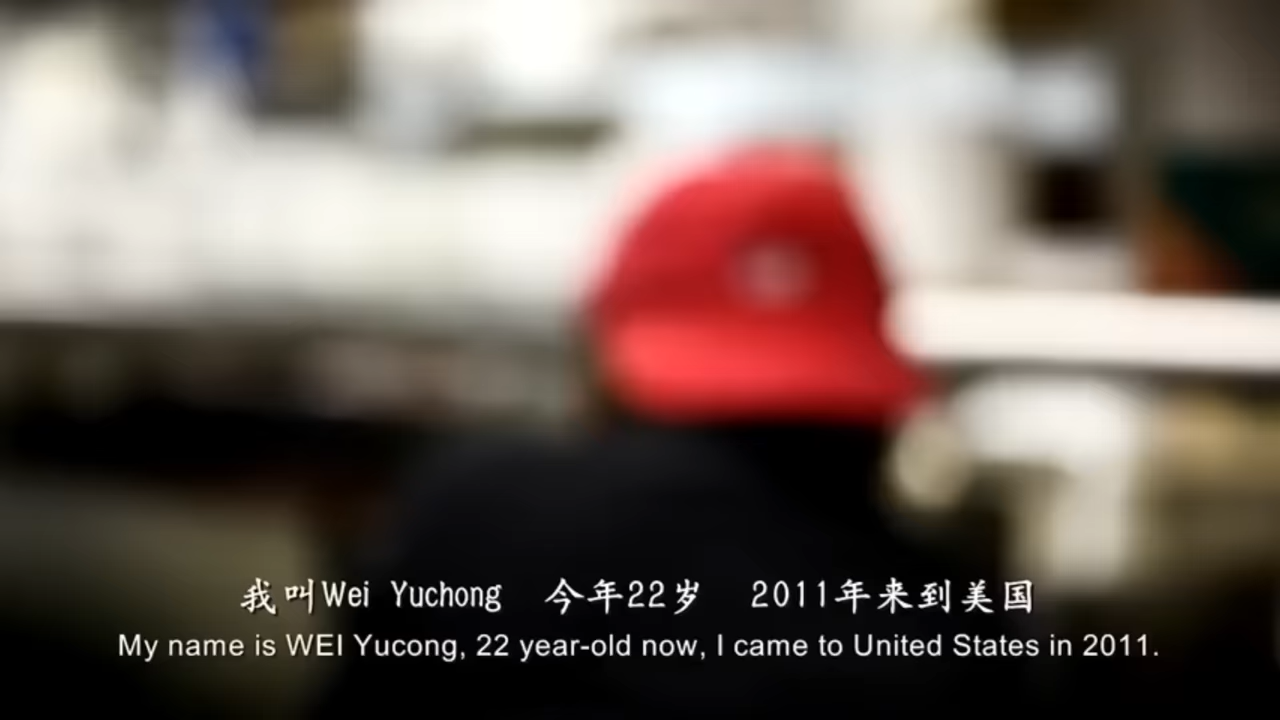 我叫Wei Yuchong 今年22岁 2011年来到美国
My name is WEI Yucong, 22 year-old now, I came to United States in 2011.